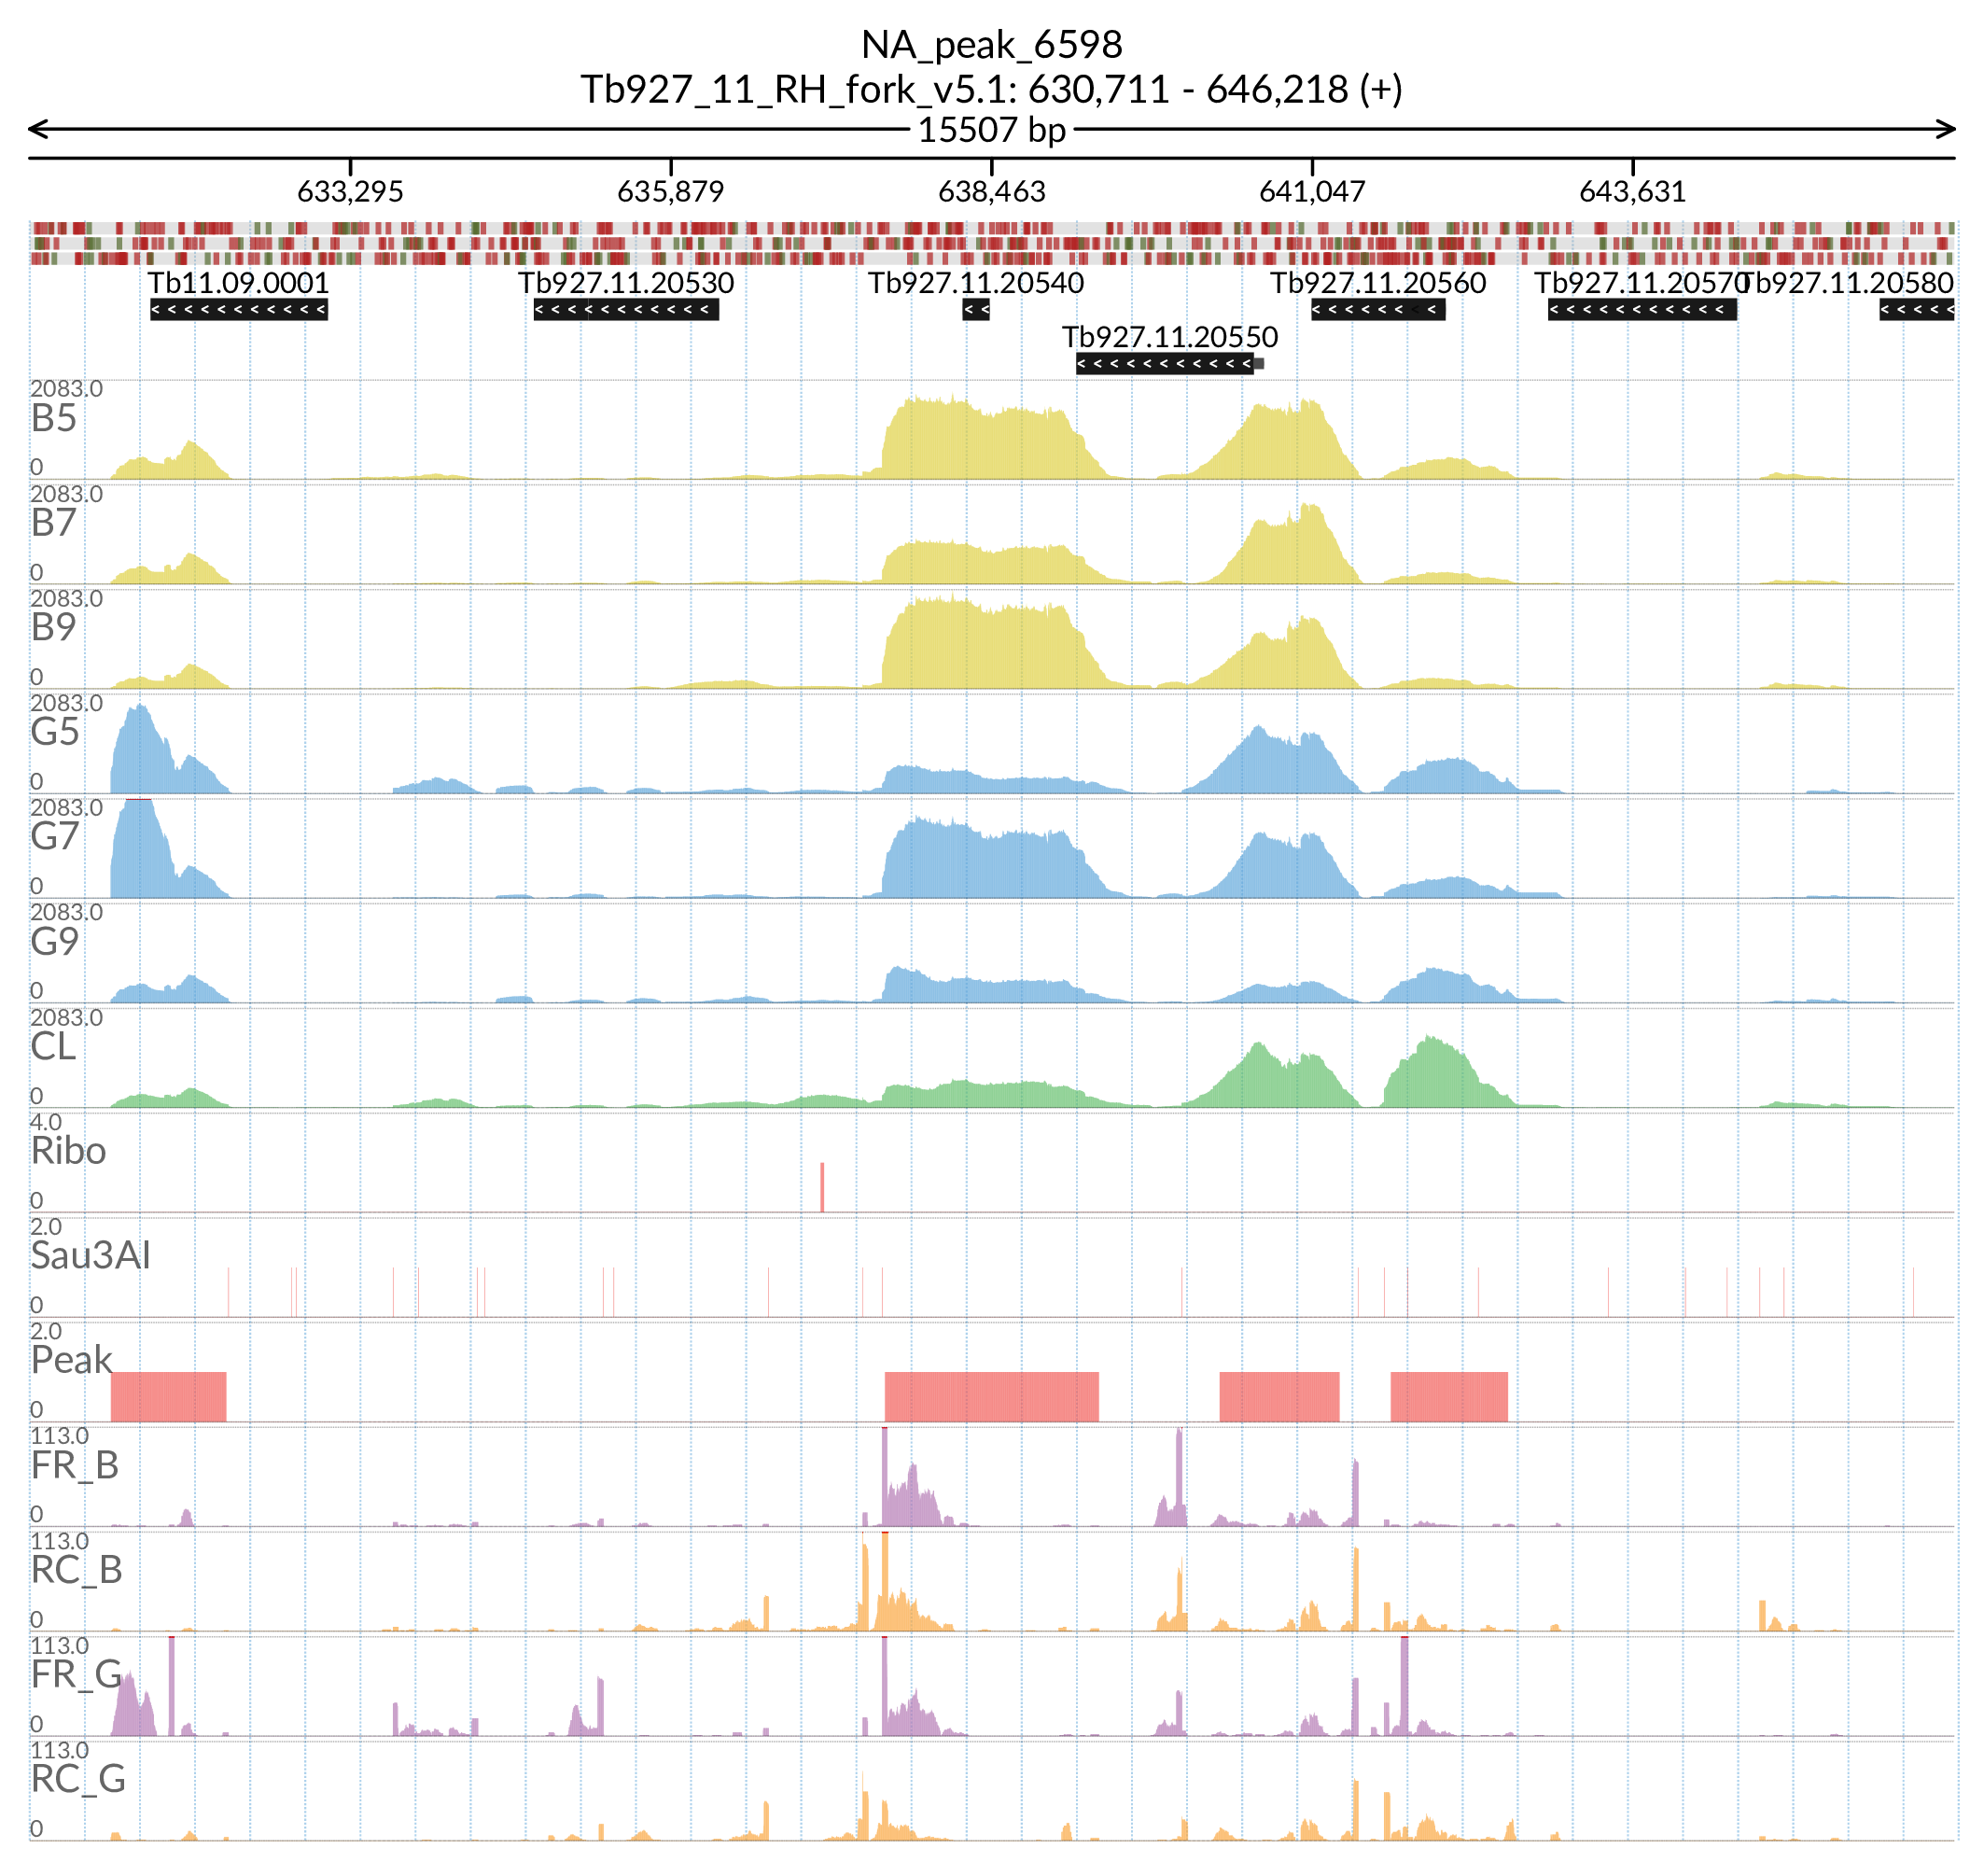 NA_peak_6598
Tb927_11_RH_fork_v5.1: 630,711 - 646,218 (+)
15507 bp
633,295 635,879 638,463 641,047 643,631
Tb11.09.0001 Tb927.11.20530 Tb927.11.20540 Tb927.11.20560 Tb927.11.20570 Tb927.11.20580
Tb927.11.20550
2083.0
B5
0
2083.0
B7
0
2083.0
B9
0
2083.0
G5
0
2083.0
G7
0
2083.0
G9
0
2083.0
CL
0
4.0
Ribo
0
2.0
Sau3AI
0
2.0
Peak
0
113.0
FR_B
0
113.0
RC_B
0
113.0
FR_G
0
113.0
RC_G
0